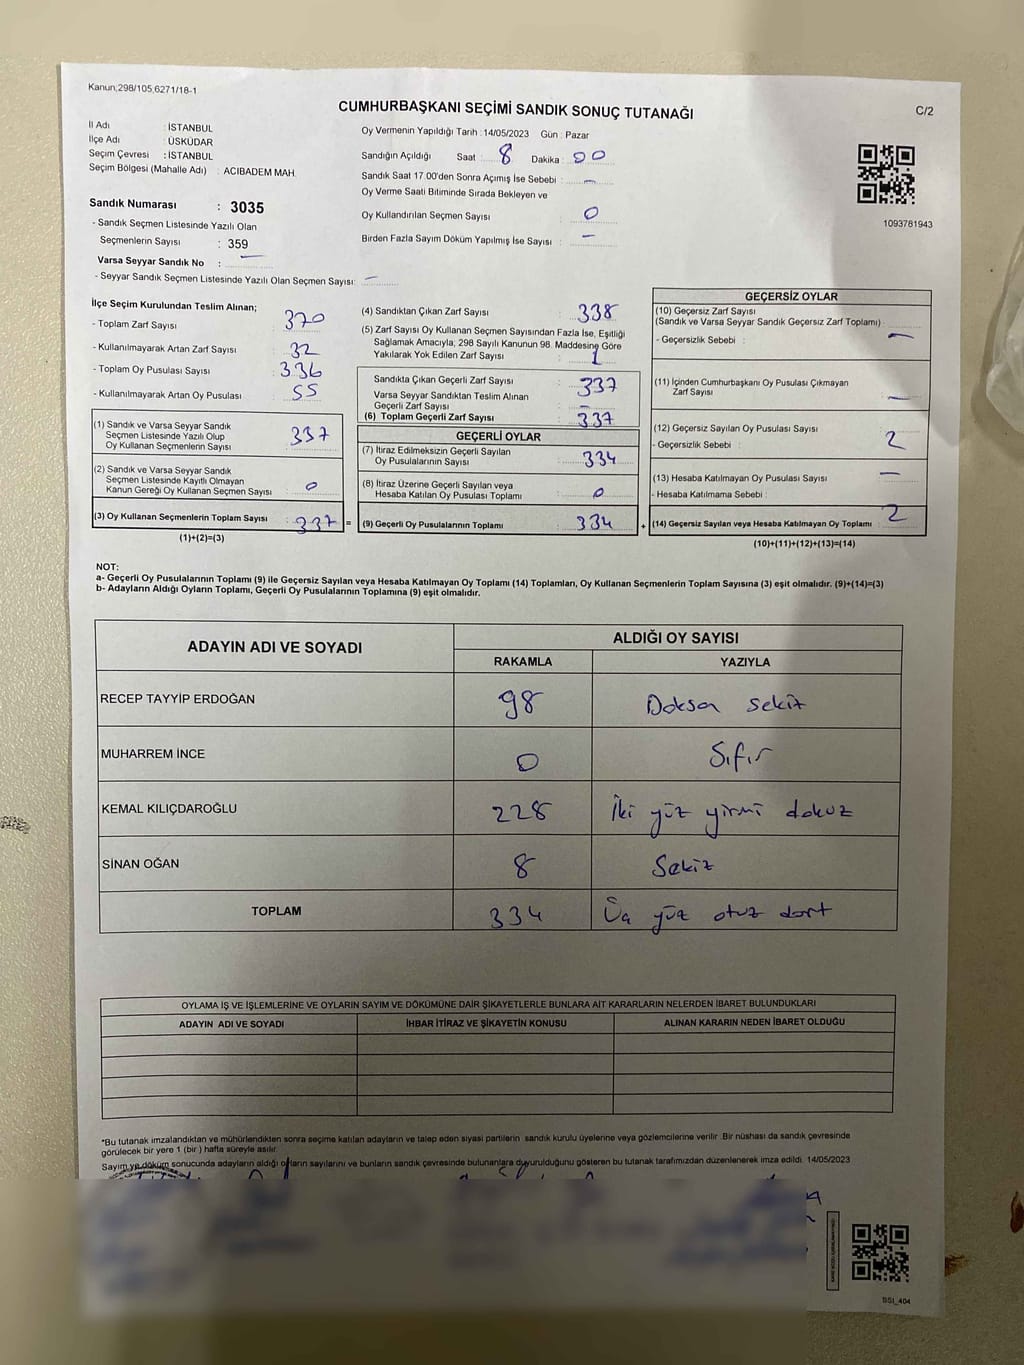 Kanun,298/105,6271/18-1
CUMHURBAŞKANI SEÇİMİ SANDIK SONUÇ TUTANAĞI
C/2
İl Adı : İSTANBUL
İlçe Adı : ÜSKÜDAR
Seçim Çevresi : İSTANBUL
Seçim Bölgesi (Mahalle Adı) : ACIBADEM MAH.
Sandık Numarası : 3035
- Sandık Seçmen Listesinde Yazılı Olan
Seçmenlerin Sayısı : 359
Varsa Seyyar Sandık No :
- Seyyar Sandık Seçmen Listesinde Yazılı Olan Seçmen Sayısı: -
Oy Vermenin Yapıldığı Tarih :14/05/2023 Gün : Pazar
Sandığın Açıldığı Saat : 8 Dakika : 00
Sandık Saat 17.00'den Sonra Açımış İse Sebebi : -
Oy Verme Saati Bitiminde Sırada Bekleyen ve
Oy Kullandırılan Seçmen Sayısı : 0
Birden Fazla Sayım Döküm Yapılmış İse Sayısı : -
1093781943
İlçe Seçim Kurulundan Teslim Alınan;
- Toplam Zarf Sayısı : 370
- Kullanılmayarak Artan Zarf Sayısı : 32
- Toplam Oy Pusulası Sayısı : 336
- Kullanılmayarak Artan Oy Pusulası : 55
(1) Sandık ve Varsa Seyyar Sandık
Seçmen Listesinde Yazılı Olup
Oy Kullanan Seçmenlerin Sayısı : 337
(2) Sandık ve Varsa Seyyar Sandık
Seçmen Listesinde Kayıtlı Olmayan
Kanun Gereği Oy Kullanan Seçmen Sayısı : 0
(3) Oy Kullanan Seçmenlerin Toplam Sayısı : 337 =
(1)+(2)=(3)
(4) Sandıktan Çıkan Zarf Sayısı : 338
(5) Zarf Sayısı Oy Kullanan Seçmen Sayısından Fazla İse, Eşitliği
Sağlamak Amacıyla; 298 Sayılı Kanunun 98. Maddesine Göre
Yakılarak Yok Edilen Zarf Sayısı : 1
Sandıkta Çıkan Geçerli Zarf Sayısı : 337
Varsa Seyyar Sandıktan Teslim Alınan
Geçerli Zarf Sayısı : -
(6) Toplam Geçerli Zarf Sayısı : 337
GEÇERLİ OYLAR
(7) İtiraz Edilmeksizin Geçerli Sayılan
Oy Pusulalarının Sayısı : 334
(8) İtiraz Üzerine Geçerli Sayılan veya
Hesaba Katılan Oy Pusulası Toplamı : 0
(9) Geçerli Oy Pusulalarının Toplamı : 334 +
GEÇERSİZ OYLAR
(10) Geçersiz Zarf Sayısı
(Sandık ve Varsa Seyyar Sandık Geçersiz Zarf Toplamı) :
- Geçersizlik Sebebi : -
(11) İçinden Cumhurbaşkanı Oy Pusulası Çıkmayan
Zarf Sayısı : -
(12) Geçersiz Sayılan Oy Pusulası Sayısı : 2
- Geçersizlik Sebebi :
(13) Hesaba Katılmayan Oy Pusulası Sayısı : -
- Hesaba Katılmama Sebebi :
(14) Geçersiz Sayılan veya Hesaba Katılmayan Oy Toplamı : 2
(10)+(11)+(12)+(13)=(14)
NOT:
a- Geçerli Oy Pusulalarının Toplamı (9) ile Geçersiz Sayılan veya Hesaba Katılmayan Oy Toplamı (14) Toplamları, Oy Kullanan Seçmenlerin Toplam Sayısına (3) eşit olmalıdır. (9)+(14)=(3)
b- Adayların Aldığı Oyların Toplamı, Geçerli Oy Pusulalarının Toplamına (9) eşit olmalıdır.
ADAYIN ADI VE SOYADI ALDIĞI OY SAYISI
RAKAMLA YAZIYLA
RECEP TAYYİP ERDOĞAN 98 Doksan sekiz
MUHARREM İNCE 0 Sıfır
KEMAL KILIÇDAROĞLU 228 İki yüz yirmi dokuz
SİNAN OĞAN 8 Sekiz
TOPLAM 334 yüz otuz dört
OYLAMA İŞ VE İŞLEMLERİNE VE OYLARIN SAYIM VE DÖKÜMÜNE DAİR ŞİKAYETLERLE BUNLARA AİT KARARLARIN NELERDEN İBARET BULUNDUKLARI
ADAYIN ADI VE SOYADI İHBAR İTİRAZ VE ŞİKAYETİN KONUSU ALINAN KARARIN NEDEN İBARET OLDUĞU
*Bu tutanak imzalandıktan ve mühürlendikten sonra seçime katılan adayların ve talep eden siyasi partilerin sandık kurulu üyelerine veya gözlemcilerine verilir .Bir nüshası da sandık çevresinde
görülecek bir yere 1 (bir ) hafta süreyle asılır.
Sayım ve döküm sonucunda adayların aldığı oyların sayılarını ve bunların sandık çevresinde bulunanlara duyurulduğunu gösteren bu tutanak tarafımızdan düzenlenerek imza edildi. 14/05/2023
SS1_404